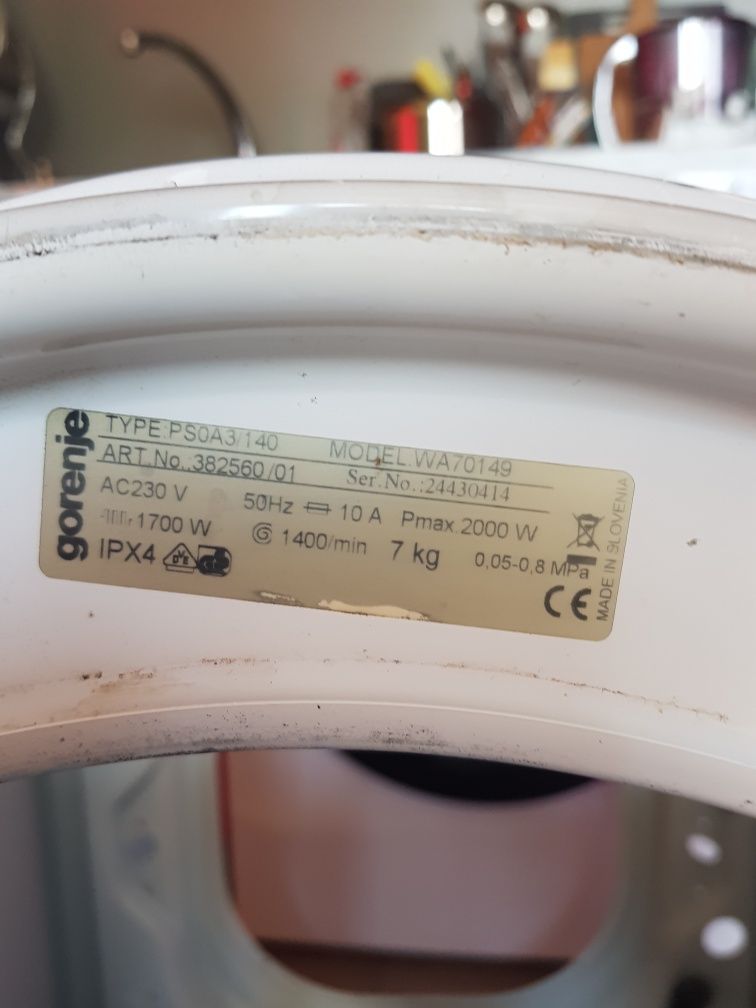 gorenje
TYPE:PS0A3/140 MODEL:WA70149
ART.No.:382560/01 Ser.No.:24430414
AC230 V 50Hz 10 A Pmax.2000 W
1700 W 1400/min 7 kg 0,05-0,8 MPa
IPX4 CE
MADE IN SLOVENIA